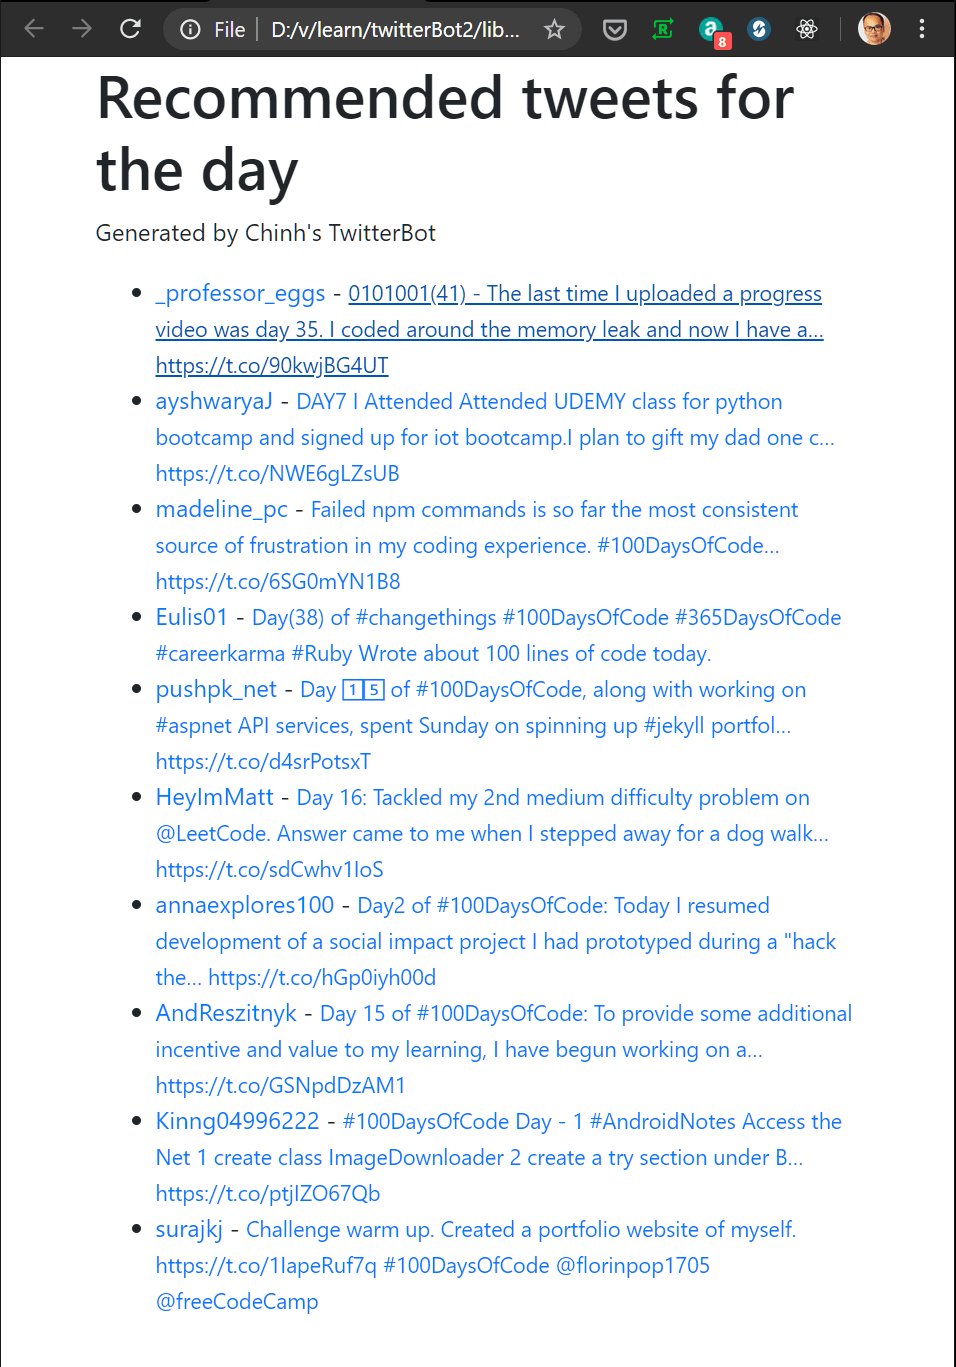 File | D:/v/learn/twitterBot2/lib...
8
Recommended tweets for
the day
Generated by Chinh's TwitterBot
• _professor_eggs - 0101001(41) - The last time I uploaded a progress
video was day 35. I coded around the memory leak and now I have a…
https://t.co/90kwjBG4UT
• ayshwaryaJ - DAY7 I Attended Attended UDEMY class for python
bootcamp and signed up for iot bootcamp.I plan to gift my dad one c…
https://t.co/NWE6gLZsUB
• madeline_pc - Failed npm commands is so far the most consistent
source of frustration in my coding experience. #100DaysOfCode…
https://t.co/6SG0mYN1B8
• Eulis01 - Day(38) of #changethings #100DaysOfCode #365DaysOfCode
#careerkarma #Ruby Wrote about 100 lines of code today.
• pushpk_net - Day 1️⃣5️⃣ of #100DaysOfCode, along with working on
#aspnet API services, spent Sunday on spinning up #jekyll portfol…
https://t.co/d4srPotsxT
• HeyImMatt - Day 16: Tackled my 2nd medium difficulty problem on
@LeetCode. Answer came to me when I stepped away for a dog walk…
https://t.co/sdCwhv1IoS
• annaexplores100 - Day2 of #100DaysOfCode: Today I resumed
development of a social impact project I had prototyped during a "hack
the… https://t.co/hGp0iyh00d
• AndReszitnyk - Day 15 of #100DaysOfCode: To provide some additional
incentive and value to my learning, I have begun working on a…
https://t.co/GSNpdDzAM1
• Kinng04996222 - #100DaysOfCode Day - 1 #AndroidNotes Access the
Net 1 create class ImageDownloader 2 create a try section under B…
https://t.co/ptjIZO67Qb
• surajkj - Challenge warm up. Created a portfolio website of myself.
https://t.co/1IapeRuf7q #100DaysOfCode @florinpop1705
@freeCodeCamp